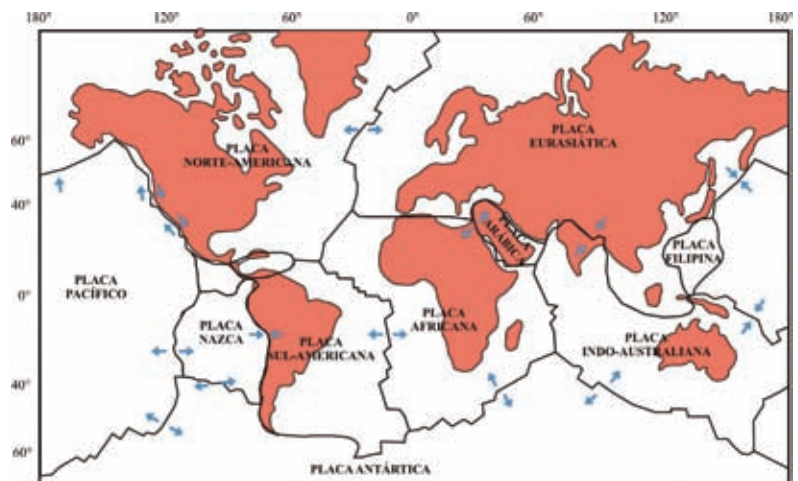 180° 120° 60° 0° 60° 120° 180°
PLACA
NORTE-AMERICANA
PLACA
EURASIÁTICA
60°
40°
PLACA
ARÁBICA
PLACA
FILIPINA
PLACA
PACÍFICO
0°
PLACA
NAZCA
PLACA
SUL-AMERICANA
PLACA
AFRICANA
PLACA
INDO-AUSTRALIANA
40°
60°
PLACA ANTÁRTICA